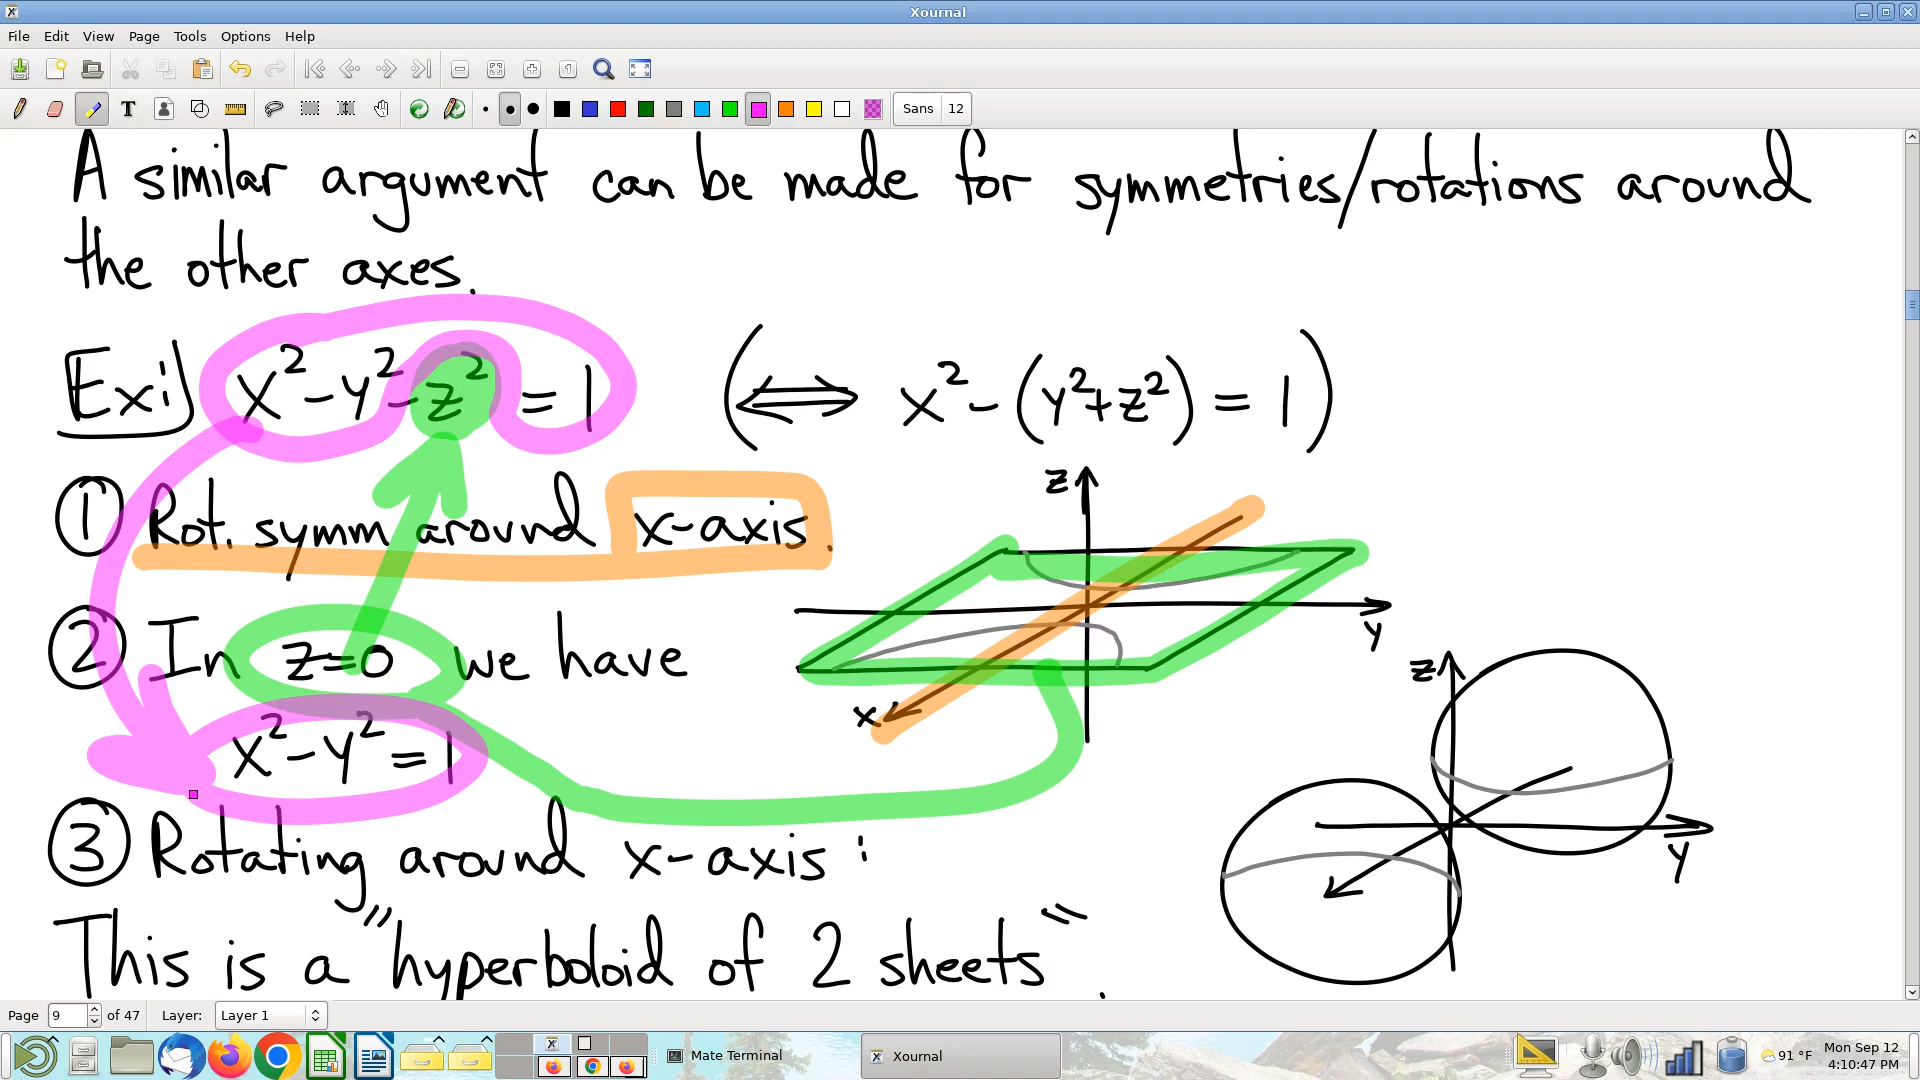 Xournal
File Edit View Page Tools Options Help
Sans 12
A similar argument can be made for symmetries/rotations around
the other axes.
Ex: x² - y² - z² = 1 (⟺ x² - (y² + z²) = 1)
① Rot. symm around x-axis.
z
y
x
② In z=0 we have
x² - y² = 1
z
y
③ Rotating around x-axis:
This is a "hyperboloid of 2 sheets".
Page 9 of 47 Layer: Layer 1
Mate Terminal
Xournal
91 °F
Mon Sep 12
4:10:47 PM